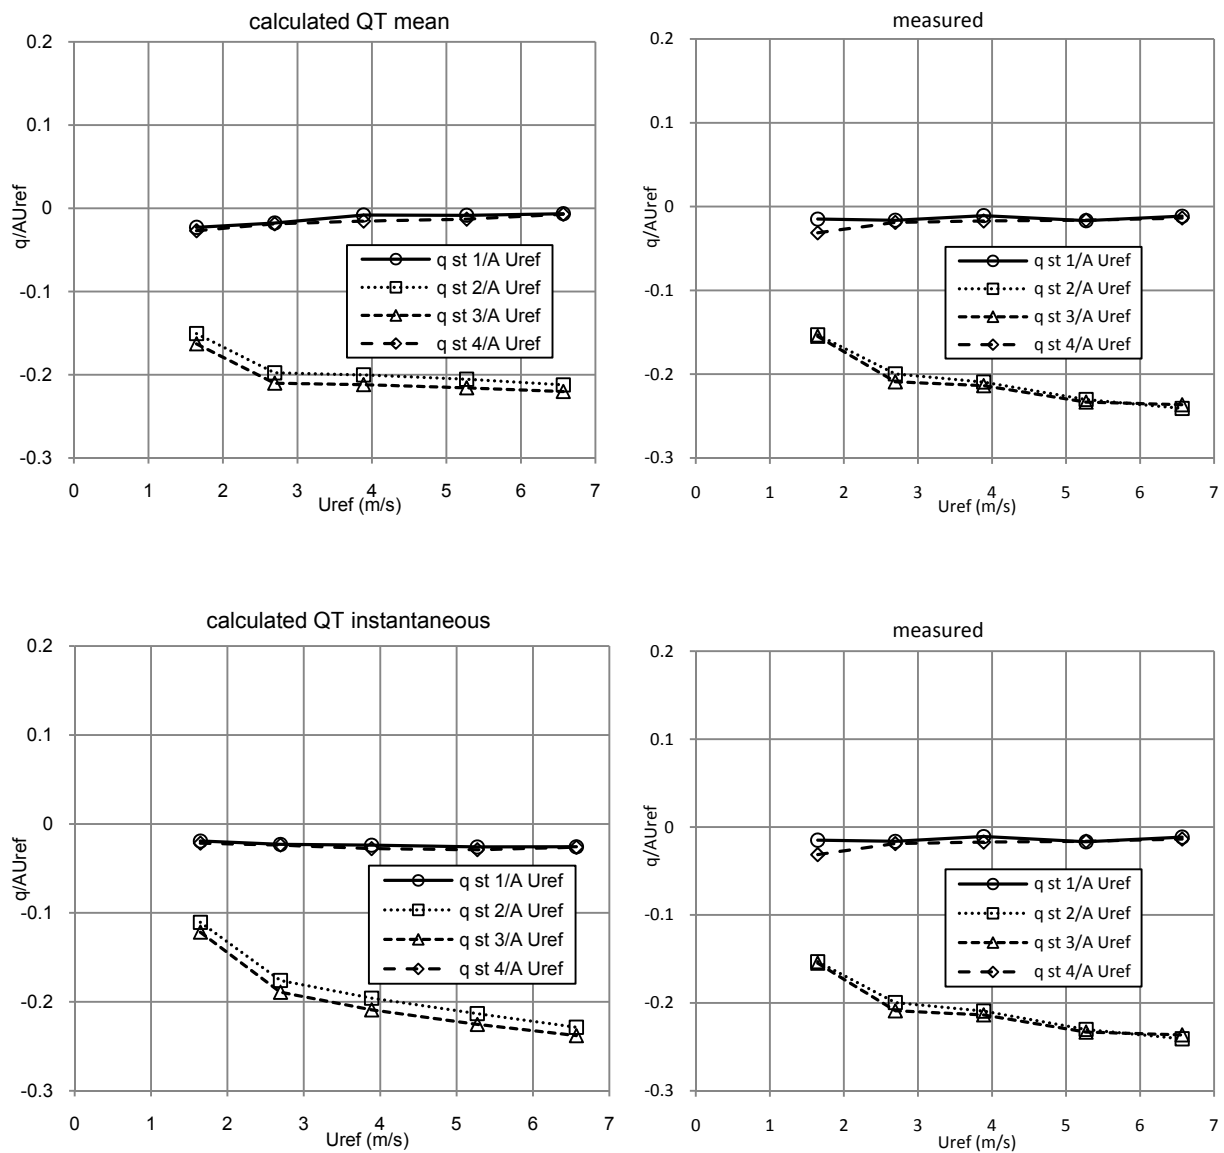 calculated QT mean
0.2
0.1
0
-0.1
-0.2
-0.3
q/AUref
q st 1/A Uref
q st 2/A Uref
q st 3/A Uref
q st 4/A Uref
0 1 2 3 4 5 6 7
Uref (m/s)
measured
0.2
0.1
0
-0.1
-0.2
-0.3
q/AUref
q st 1/A Uref
q st 2/A Uref
q st 3/A Uref
q st 4/A Uref
0 1 2 3 4 5 6 7
Uref (m/s)
calculated QT instantaneous
0.2
0.1
0
-0.1
-0.2
-0.3
q/AUref
q st 1/A Uref
q st 2/A Uref
q st 3/A Uref
q st 4/A Uref
0 1 2 3 4 5 6 7
Uref (m/s)
measured
0.2
0.1
0
-0.1
-0.2
-0.3
q/AUref
q st 1/A Uref
q st 2/A Uref
q st 3/A Uref
q st 4/A Uref
0 1 2 3 4 5 6 7
Uref (m/s)